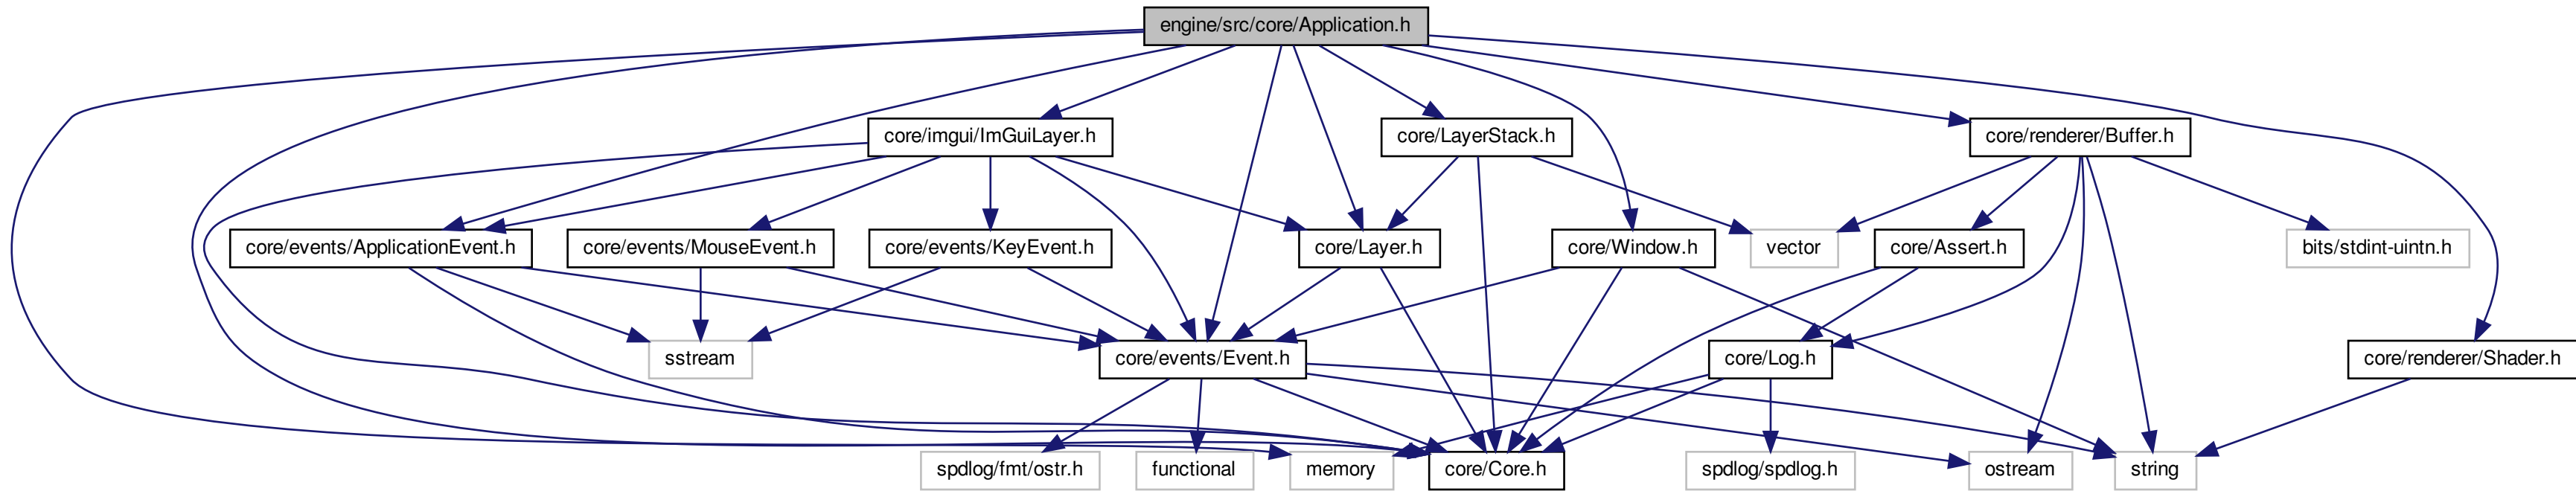 engine/src/core/Application.h
core/imgui/ImGuiLayer.h
core/LayerStack.h
core/renderer/Buffer.h
core/events/ApplicationEvent.h
core/events/MouseEvent.h
core/events/KeyEvent.h
core/Layer.h
core/Window.h
vector
core/Assert.h
bits/stdint-uintn.h
sstream
core/events/Event.h
core/Log.h
core/renderer/Shader.h
spdlog/fmt/ostr.h
functional
memory
core/Core.h
spdlog/spdlog.h
ostream
string